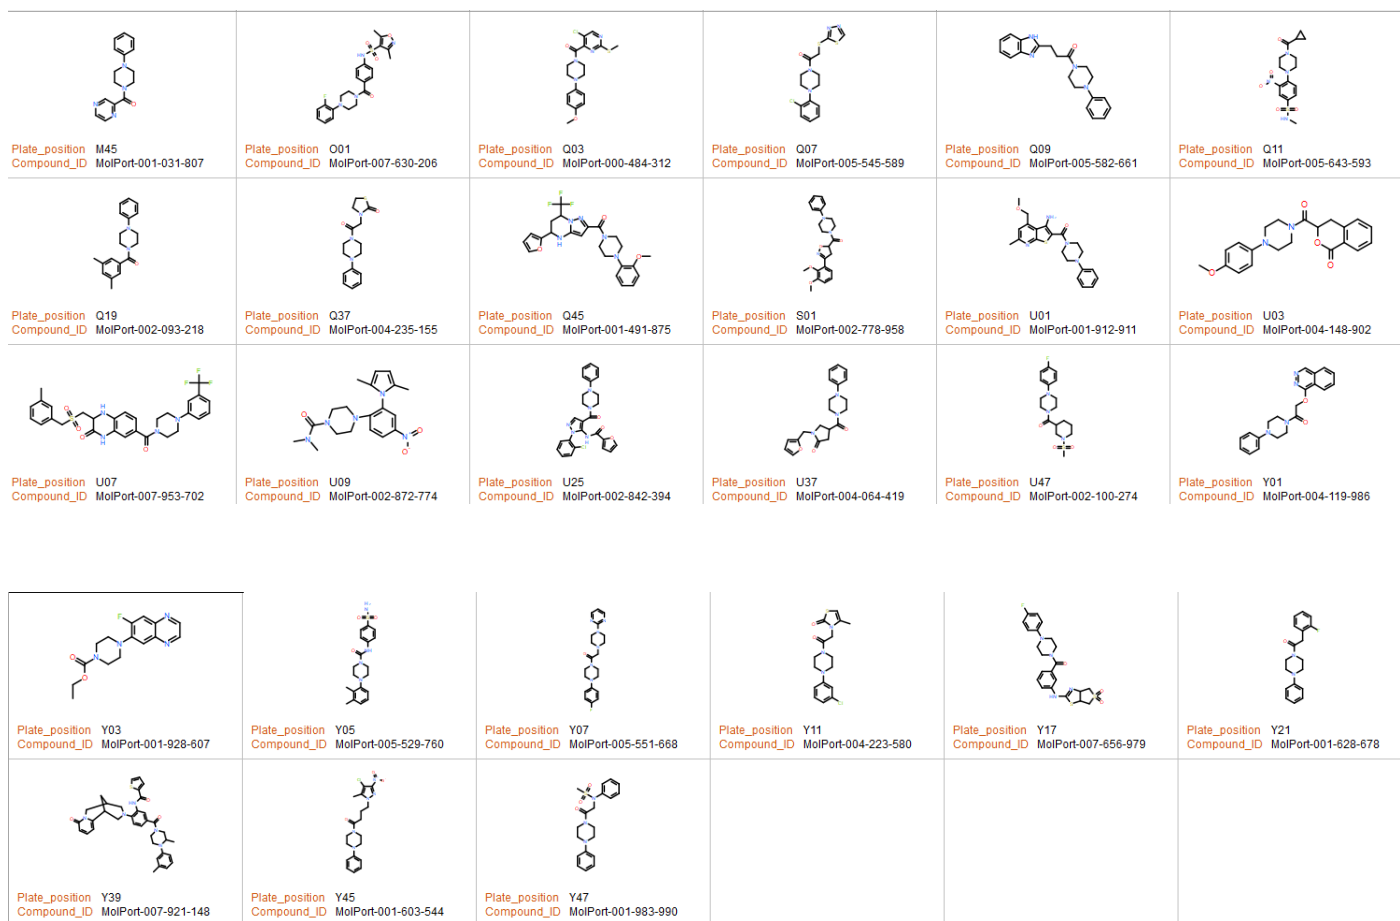 Plate_position M45
Compound_ID MolPort-001-031-807
Plate_position O01
Compound_ID MolPort-007-630-206
Plate_position Q03
Compound_ID MolPort-000-484-312
Plate_position Q07
Compound_ID MolPort-005-545-589
Plate_position Q09
Compound_ID MolPort-005-582-661
Plate_position Q11
Compound_ID MolPort-005-643-593
Plate_position Q19
Compound_ID MolPort-002-093-218
Plate_position Q37
Compound_ID MolPort-004-235-155
Plate_position Q45
Compound_ID MolPort-001-491-875
Plate_position S01
Compound_ID MolPort-002-778-958
Plate_position U01
Compound_ID MolPort-001-912-911
Plate_position U03
Compound_ID MolPort-004-148-902
Plate_position U07
Compound_ID MolPort-007-953-702
Plate_position U09
Compound_ID MolPort-002-872-774
Plate_position U25
Compound_ID MolPort-002-842-394
Plate_position U37
Compound_ID MolPort-004-064-419
Plate_position U47
Compound_ID MolPort-002-100-274
Plate_position Y01
Compound_ID MolPort-004-119-986
Plate_position Y03
Compound_ID MolPort-001-928-607
Plate_position Y05
Compound_ID MolPort-005-529-760
Plate_position Y07
Compound_ID MolPort-005-551-668
Plate_position Y11
Compound_ID MolPort-004-223-580
Plate_position Y17
Compound_ID MolPort-007-656-979
Plate_position Y21
Compound_ID MolPort-001-628-678
Plate_position Y39
Compound_ID MolPort-007-921-148
Plate_position Y45
Compound_ID MolPort-001-603-544
Plate_position Y47
Compound_ID MolPort-001-983-990